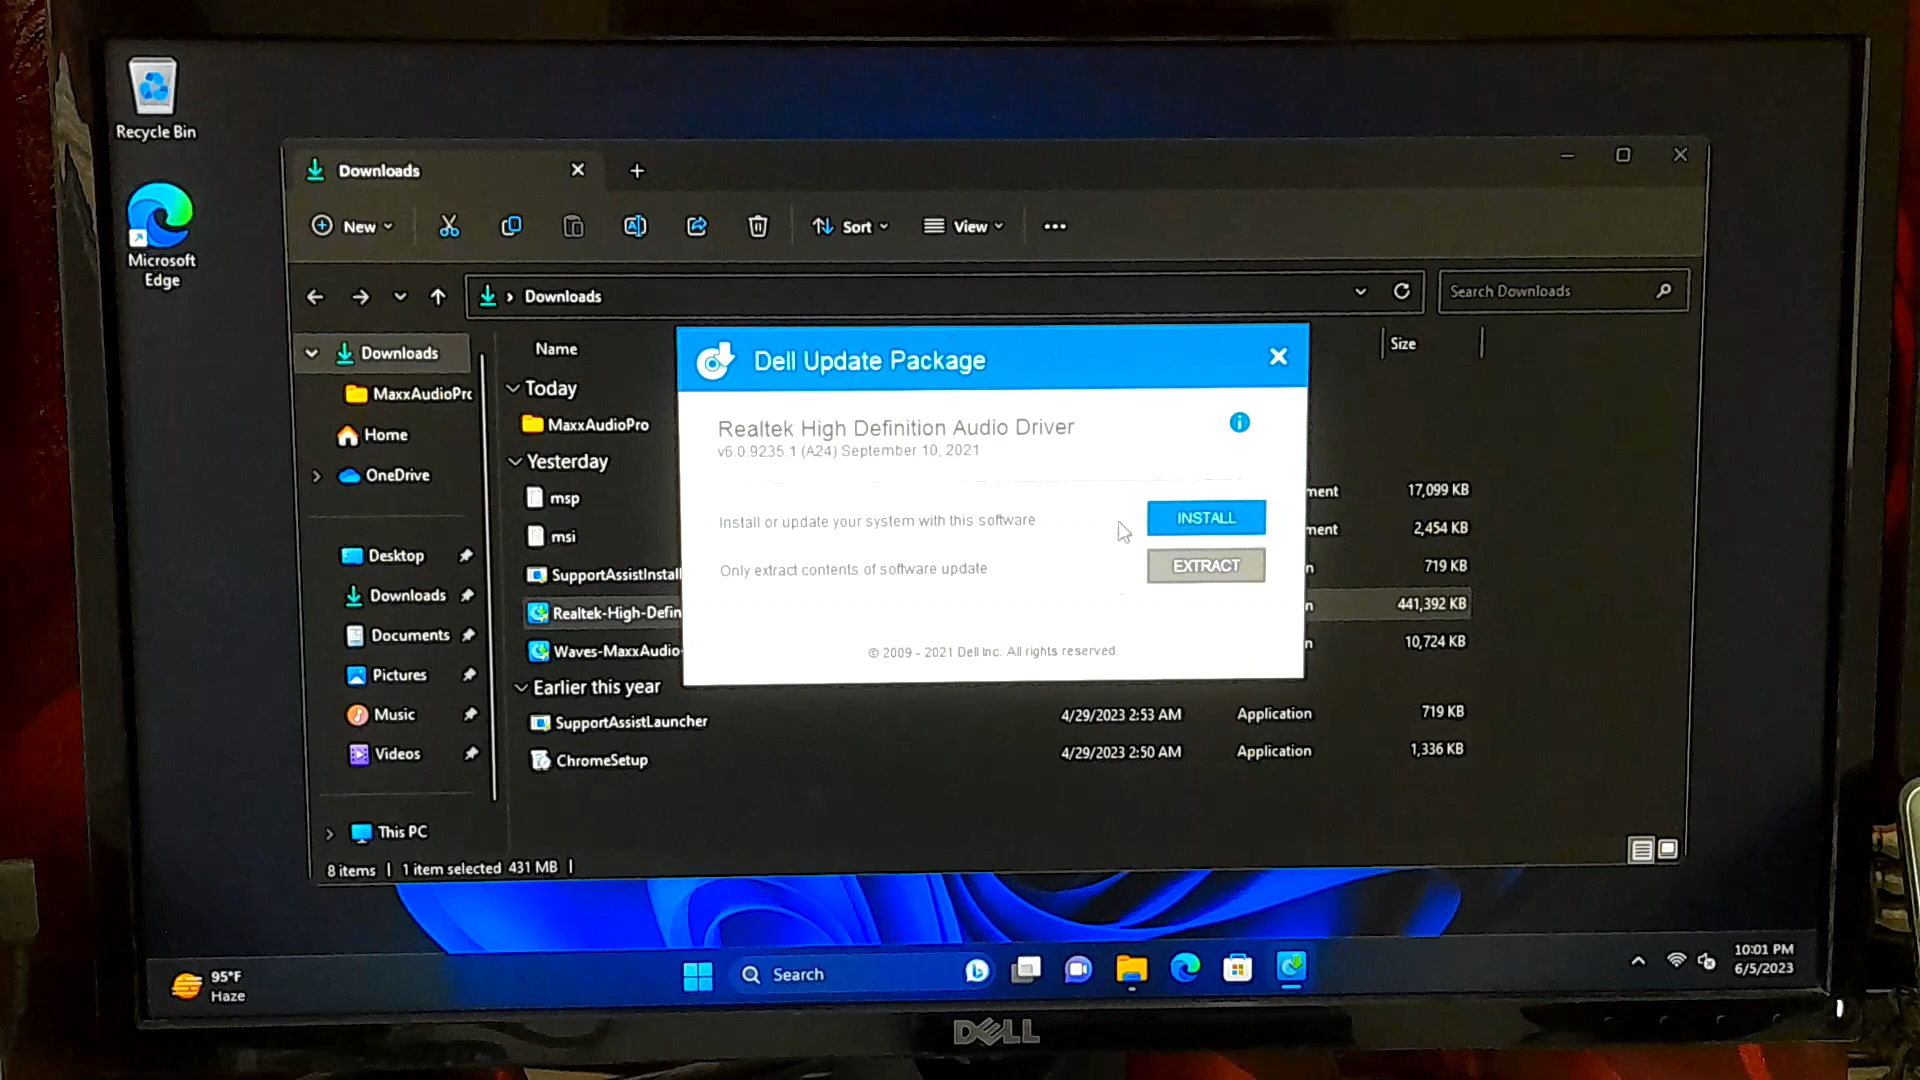 Recycle Bin
Microsoft
Edge
Downloads
New
Sort
View
Downloads
Search Downloads
Downloads
MaxxAudioPro
Home
OneDrive
Desktop
Downloads
Documents
Pictures
Music
Videos
This PC
Name
Size
Today
MaxxAudioPro
Yesterday
msp
ment
17,099 KB
msi
ment
2,454 KB
SupportAssistInstall
n
719 KB
Realtek-High-Defin
n
441,392 KB
Waves-MaxxAudio-
n
10,724 KB
Earlier this year
SupportAssistLauncher
4/29/2023 2:53 AM
Application
719 KB
ChromeSetup
4/29/2023 2:50 AM
Application
1,336 KB
8 items
1 item selected 431 MB
Dell Update Package
Realtek High Definition Audio Driver
v6.0.9235.1 (A24) September 10, 2021
Install or update your system with this software
INSTALL
Only extract contents of software update
EXTRACT
© 2009 - 2021 Dell Inc. All rights reserved.
95°F
Haze
Search
10:01 PM
6/5/2023
DELL